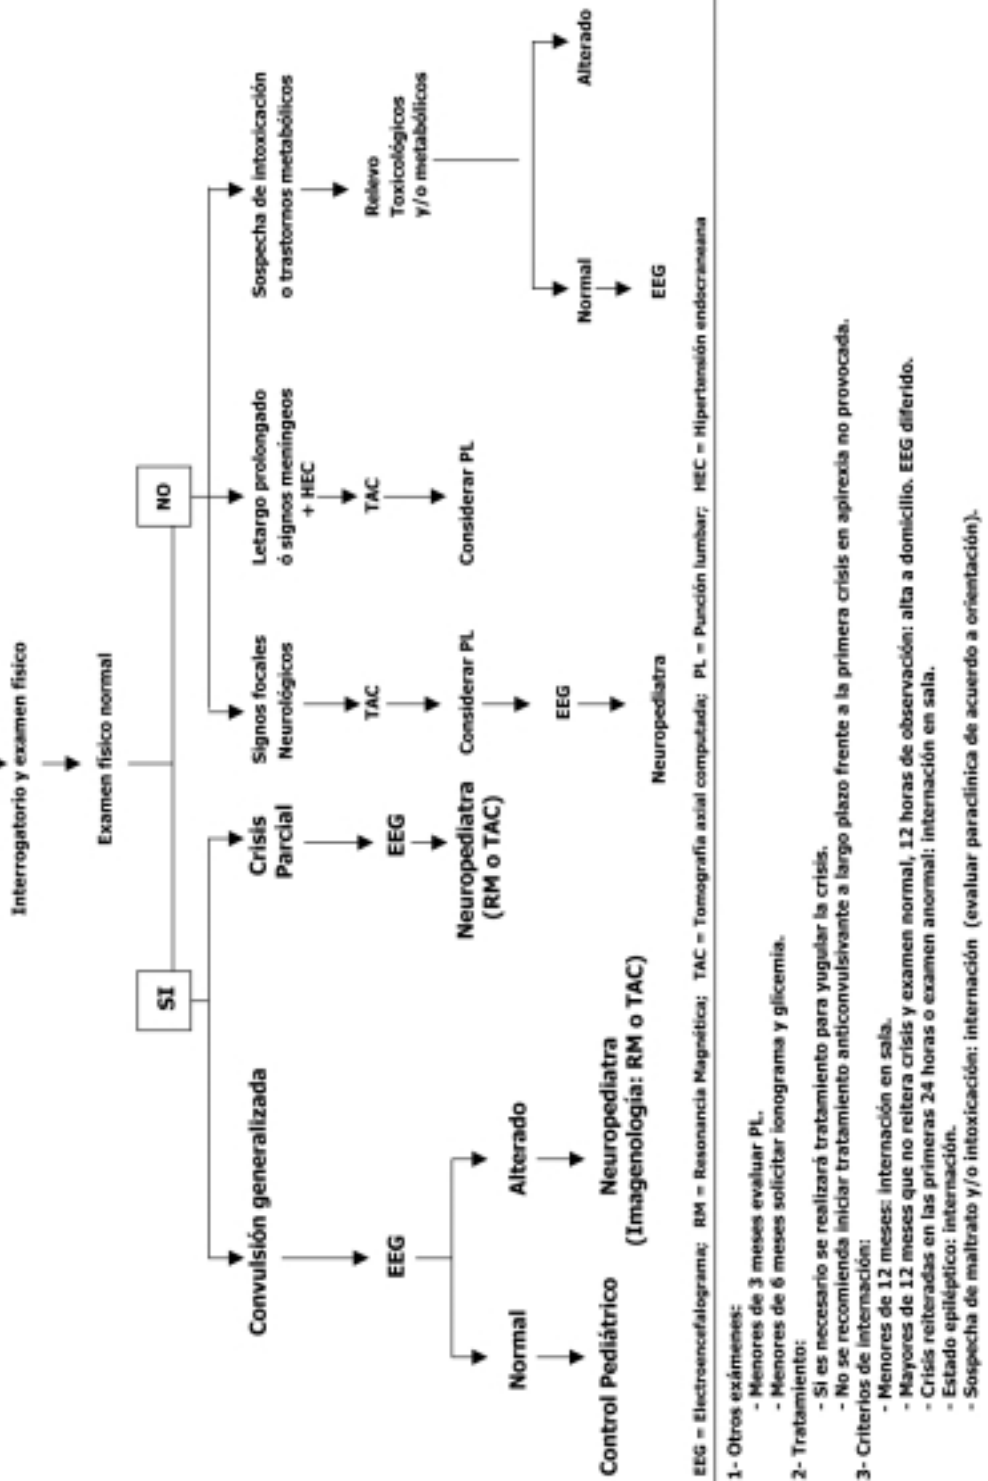 Interrogatorio y examen físico
Examen físico normal
SI
NO
Convulsión generalizada
EEG
Normal
Control Pediátrico
Alterado
Neuropediatra
(Imagenología: RM o TAC)
Crisis
Parcial
EEG
Neuropediatra
(RM o TAC)
Signos focales
Neurológicos
TAC
Considerar PL
EEG
Neuropediatra
Letargo prolongado
ó signos meníngeos
+ HEC
TAC
Considerar PL
Sospecha de intoxicación
o trastornos metabólicos
Relevo
Toxicológicos
y/o metabólicos
Normal
EEG
Alterado
EEG = Electroencefalograma; RM = Resonancia Magnética; TAC = Tomografía axial computada; PL = Punción lumbar; HEC = Hipertensión endocraneana
1- Otros exámenes:
- Menores de 3 meses evaluar PL.
- Menores de 6 meses solicitar ionograma y glicemia.
2- Tratamiento:
- Si es necesario se realizará tratamiento para yugular la crisis.
- No se recomienda iniciar tratamiento anticonvulsivante a largo plazo frente a la primera crisis en apirexia no provocada.
3- Criterios de internación:
- Menores de 12 meses: internación en sala.
- Mayores de 12 meses que no reitera crisis y examen normal, 12 horas de observación: alta a domicilio. EEG diferido.
- Crisis reiteradas en las primeras 24 horas o examen anormal: internación en sala.
- Estado epiléptico: internación.
- Sospecha de maltrato y/o intoxicación: internación (evaluar paraclínica de acuerdo a orientación).